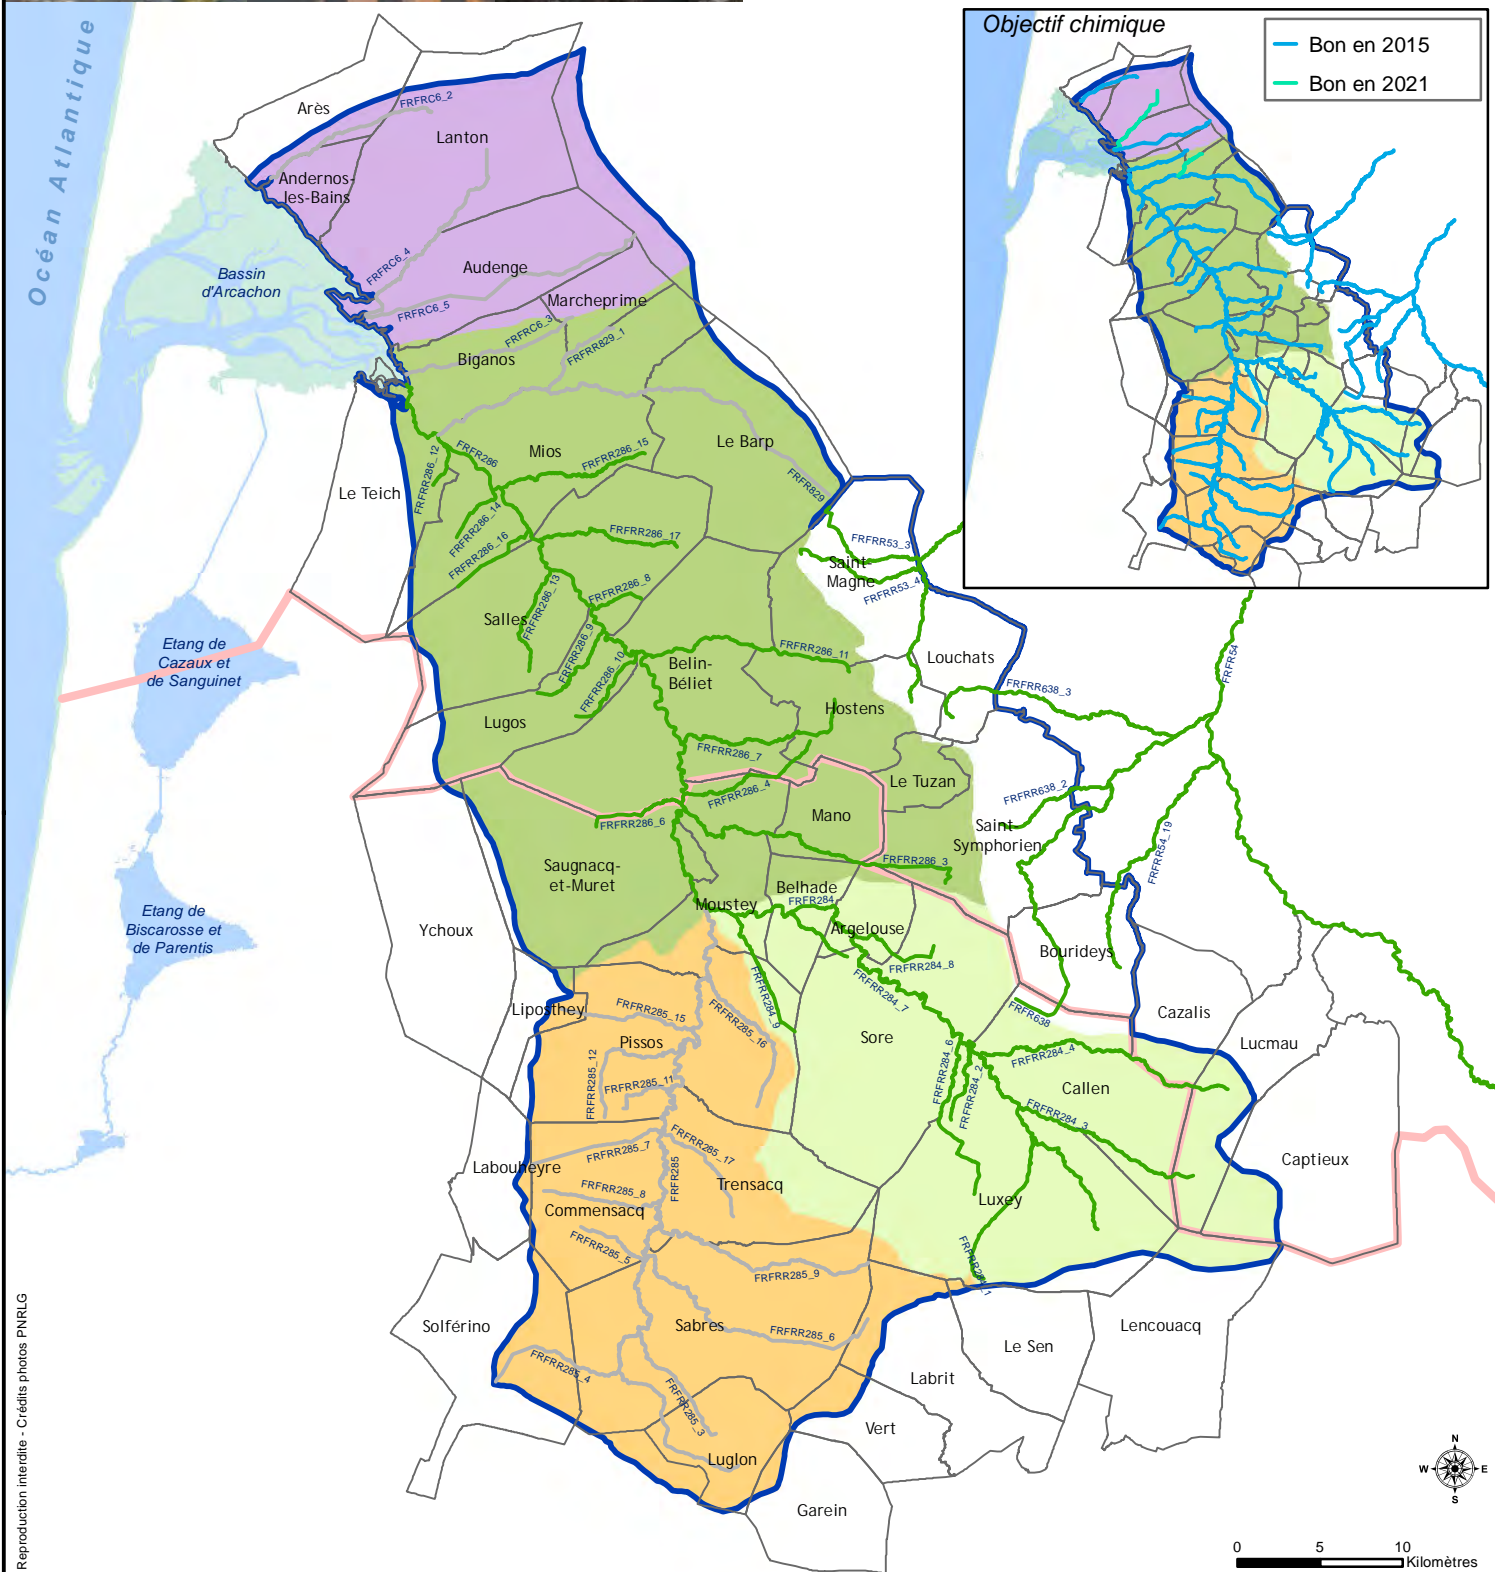 Objectif chimique
Bon en 2015
Bon en 2021
Océan Atlantique
Arès
FRFRC6_2
Lanton
Andernos-
les-Bains
Bassin
d'Arcachon
FRFRC6_4
Audenge
FRFRC6_5
Marcheprime
FRFRC6_3
FRFRR829_1
Biganos
Le Teich
FRFRR286_12
FRFR286
Mios
FRFRR286_15
Le Barp
FRFR829
FRFRR286_14
FRFRR286_16
FRFRR286_17
FRFRR53_3
Saint-
Magne
FRFRR53_4
FRFRR286_13
FRFRR286_8
Salles
FRFRR286_9
FRFRR286_10
FRFRR286_11
Belin-
Béliet
Louchats
FRFRR638_3
FRFR54
Etang de
Cazaux et
de Sanguinet
Lugos
Hostens
FRFRR286_7
Le Tuzan
FRFRR286_4
FRFRR638_2
Mano
FRFRR286_6
Saint-
Symphorien
FRFRR54_19
FRFRR286_3
Saugnacq-
et-Muret
Belhade
FRFR284
Moustey
Argelouse
Etang de
Biscarosse et
de Parentis
Ychoux
Bourideys
FRFRR284_8
FRFRR284_7
FRFRR284_9
FRFR638
Cazalis
Liposthey
FRFRR285_15
FRFRR285_16
Pissos
Sore
Lucmau
FRFRR285_12
FRFRR285_11
FRFRR284_6
FRFRR284_2
FRFRR284_4
Callen
FRFRR284_3
FRFRR285_7
FRFRR285_17
Labouheyre
FRFR285
Captieux
FRFRR285_8
Trensacq
Commensacq
Luxey
FRFRR285_5
FRFRR285_9
FRFRR284_1
Solférino
Sabres
FRFRR285_6
Lencouacq
Le Sen
FRFRR285_4
Labrit
FRFRR285_3
Vert
Luglon
Garein
N
W
E
S
0
5
10
Kilomètres
Reproduction interdite - Crédits photos PNRLG